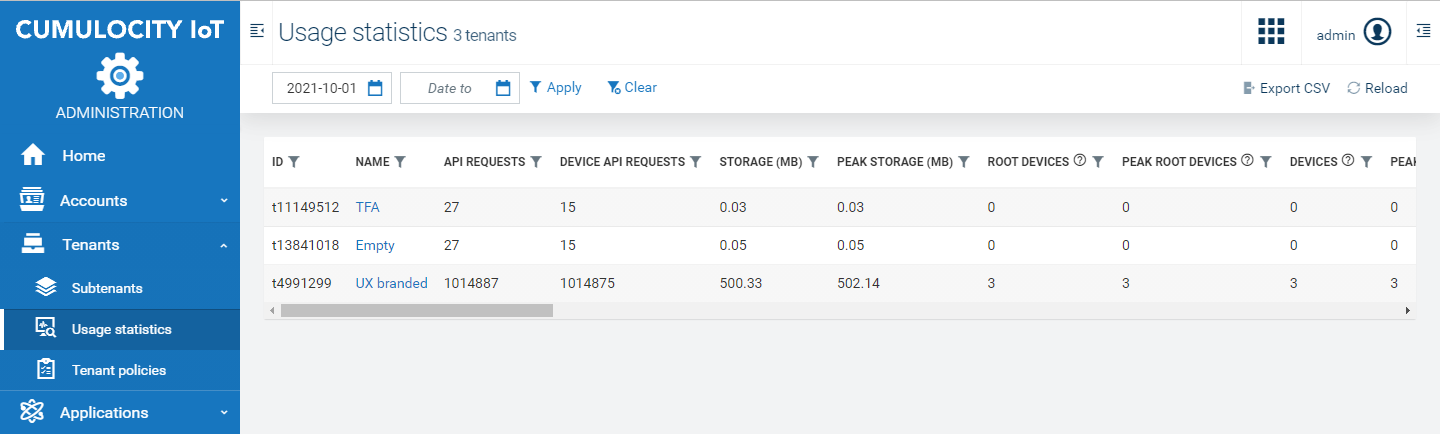 CUMULOCITY IoT
ADMINISTRATION
Home
Accounts
Tenants
Subtenants
Usage statistics
Tenant policies
Applications
Usage statistics 3 tenants
admin
2021-10-01 Date to Apply Clear Export CSV Reload
ID NAME API REQUESTS DEVICE API REQUESTS STORAGE (MB) PEAK STORAGE (MB) ROOT DEVICES ? PEAK ROOT DEVICES ? DEVICES ? PEAK
t11149512 TFA 27 15 0.03 0.03 0 0 0 0
t13841018 Empty 27 15 0.05 0.05 0 0 0 0
t4991299 UX branded 1014887 1014875 500.33 502.14 3 3 3 3